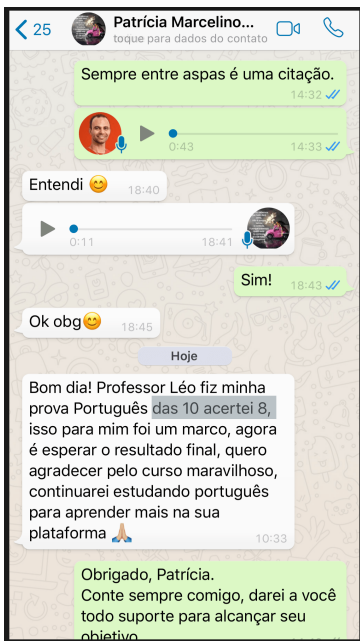 25
Patrícia Marcelino...
toque para dados do contato
Sempre entre aspas é uma citação.
14:32
0:43
14:33
Entendi 😊
18:40
0:11
18:41
Sim!
18:43
Ok obg😊
18:45
Hoje
Bom dia! Professor Léo fiz minha
prova Português das 10 acertei 8,
isso para mim foi um marco, agora
é esperar o resultado final, quero
agradecer pelo curso maravilhoso,
continuarei estudando português
para aprender mais na sua
plataforma 🙏🏼
10:33
Obrigado, Patrícia.
Conte sempre comigo, darei a você
todo suporte para alcançar seu
objetivo